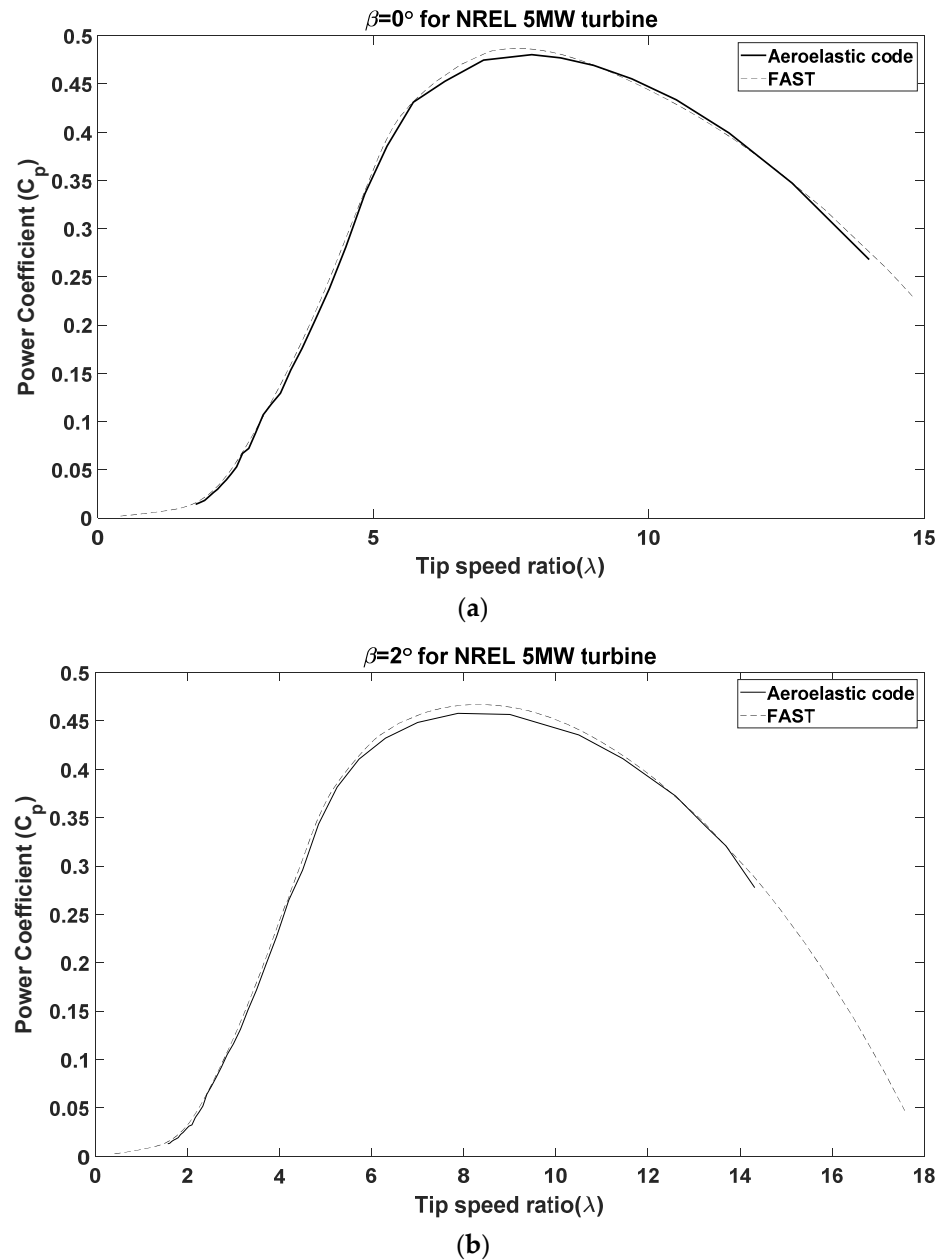 β=0° for NREL 5MW turbine
Aeroelastic code
FAST
0.5
0.45
0.4
0.35
0.3
0.25
0.2
0.15
0.1
0.05
0
Power Coefficient (Cp)
0 5 10 15
Tip speed ratio(λ)
(a)
β=2° for NREL 5MW turbine
Aeroelastic code
FAST
0.5
0.45
0.4
0.35
0.3
0.25
0.2
0.15
0.1
0.05
0
Power Coefficient (Cp)
0 2 4 6 8 10 12 14 16 18
Tip speed ratio(λ)
(b)